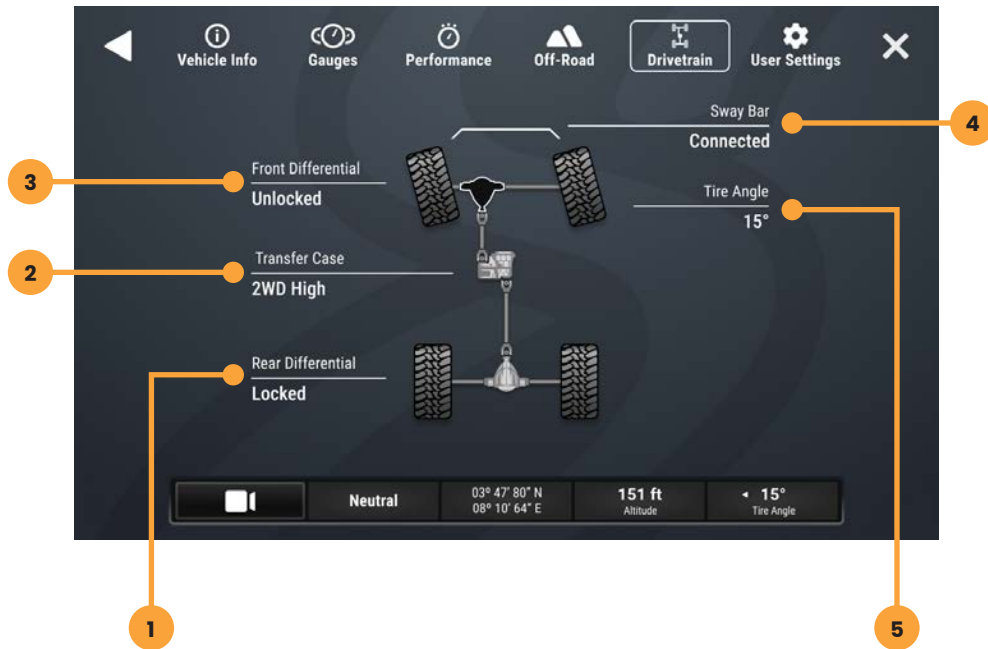 Vehicle Info
Gauges
Performance
Off-Road
Drivetrain
User Settings
Sway Bar
Connected
4
3
Front Differential
Unlocked
Tire Angle
15°
2
Transfer Case
2WD High
Rear Differential
Locked
Neutral
03º 47' 80" N
08º 10' 64" E
151 ft
Altitude
15°
Tire Angle
1
5